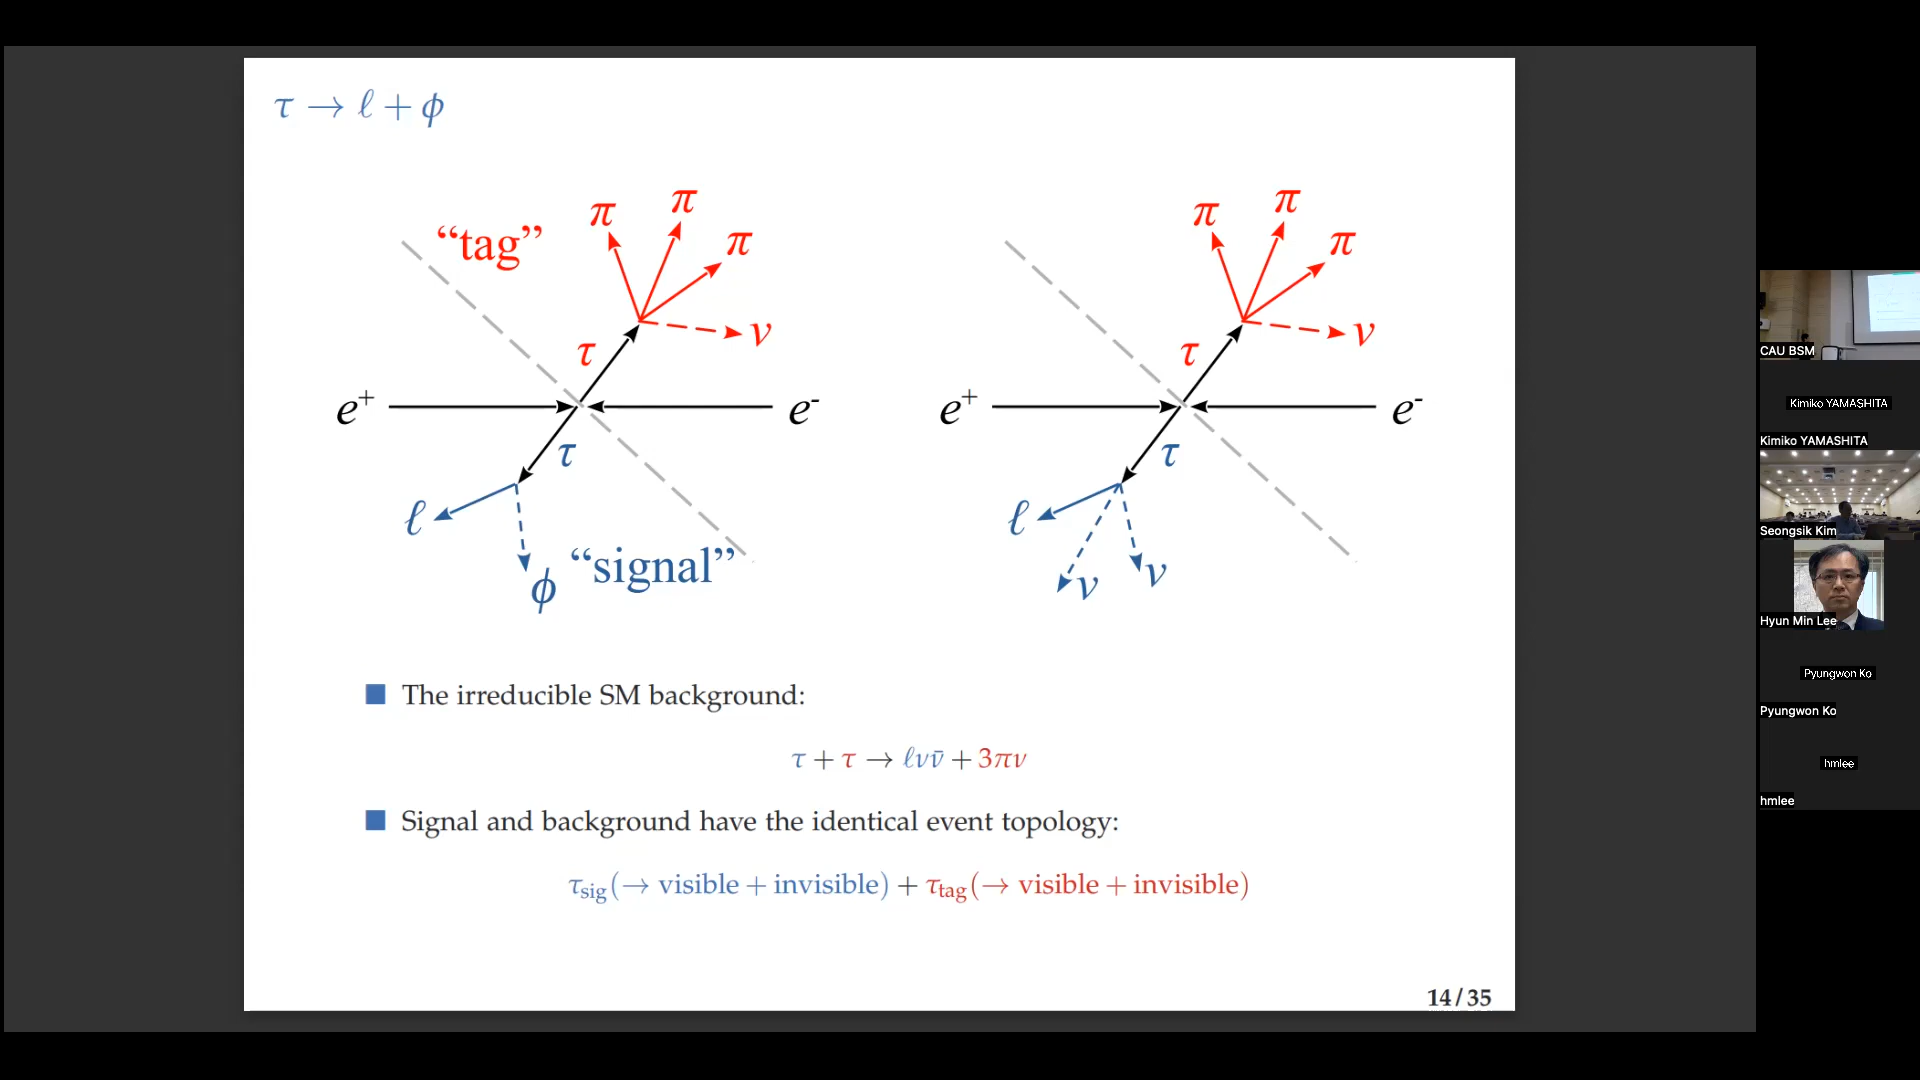 τ → ℓ + ϕ
“tag”
π
π
π
ν
τ
e⁺
e⁻
τ
ℓ
ϕ
“signal”
π
π
π
ν
τ
e⁺
e⁻
τ
ℓ
ν
ν
The irreducible SM background:
τ + τ → ℓνν̄ + 3πν
Signal and background have the identical event topology:
τsig(→ visible + invisible) + τtag(→ visible + invisible)
14 / 35
CAU BSM
Kimiko YAMASHITA
Kimiko YAMASHITA
Seongsik Kim
Hyun Min Lee
Pyungwon Ko
Pyungwon Ko
hmlee
hmlee